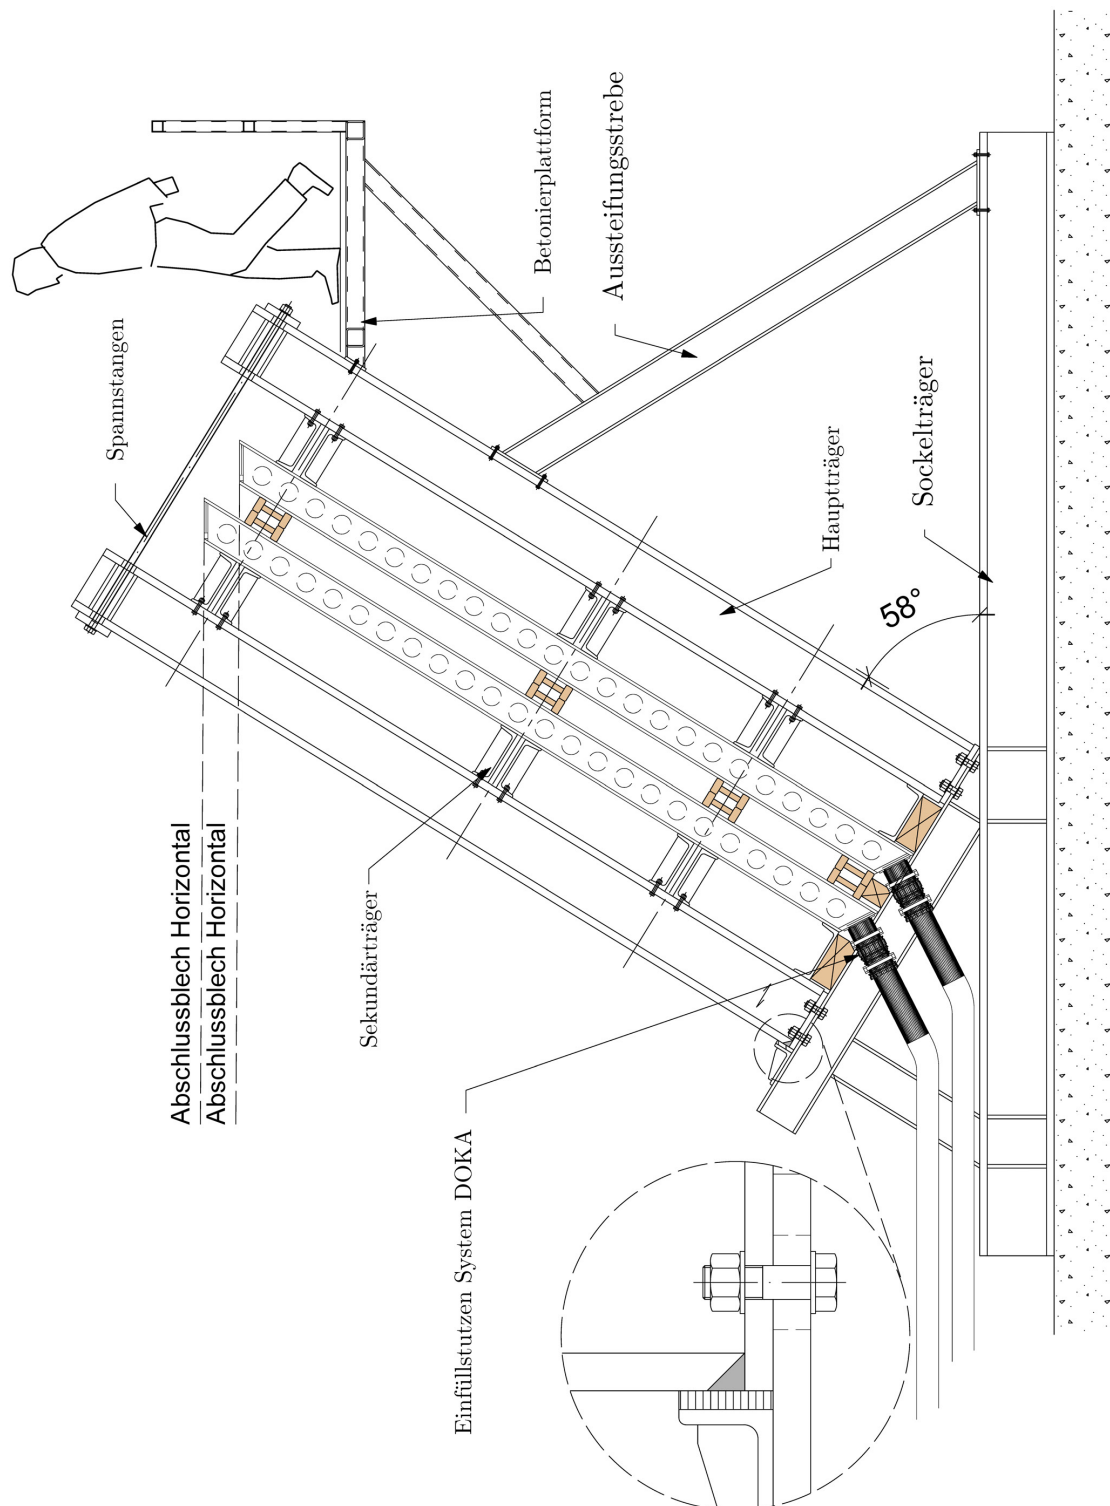 Spannstangen
Betonierplattform
Aussteifungsstrebe
Hauptträger
Sockelträger
58°
Abschlussblech Horizontal
Abschlussblech Horizontal
Sekundärträger
Einfüllstutzen System DOKA